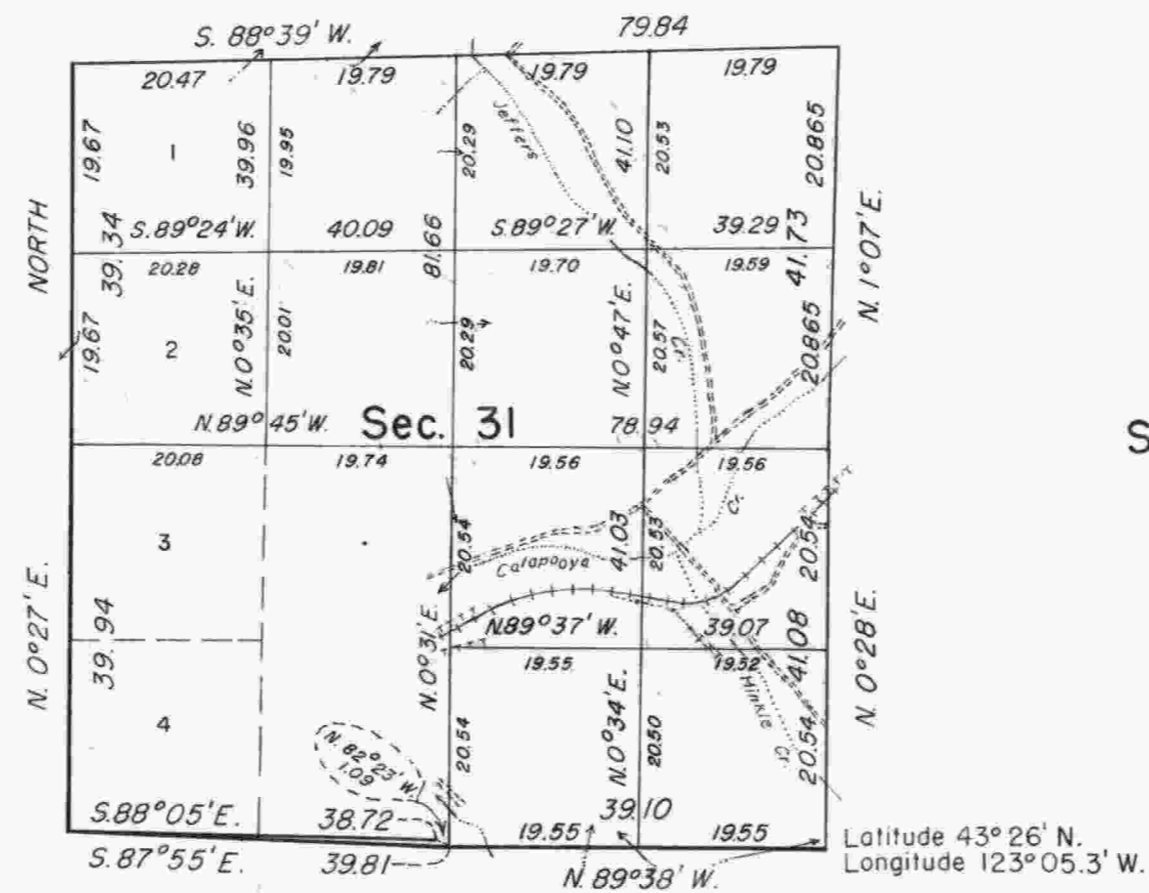 S. 88°39' W. 79.84
20.47 19.79 19.79 19.79
Jeffers
19.67 1 39.96 19.95 20.29 41.10 20.53 20.865
NORTH
S.89°24'W. 40.09 81.66 S.89°27'W. 39.29 41.73
39.34
N. 1°07'E.
20.28 19.81 19.70 19.59
19.67 2 N.0°35'E. 20.01 20.29 N.0°47'E. 20.57 Cr. 20.865
N.89°45'W. Sec. 31 78.94
S
20.08 19.74 19.56 19.56
Cr.
3 20.54 41.03 20.53 20.54
Calapooya
N. 0°27' E. 39.94 N.0°31'E. N.89°37' W. 39.07 41.08 N. 0°28'E.
19.55 19.52
Hinkle
4 20.54 N.0°34'E. 20.50 20.54
Cr.
N. 82°23' W.
1.09
S.88°05'E. 38.72 39.10
19.55 19.55
Latitude 43°26' N.
S.87°55'E. 39.81 N.89°38' W. Longitude 123°05.3' W.